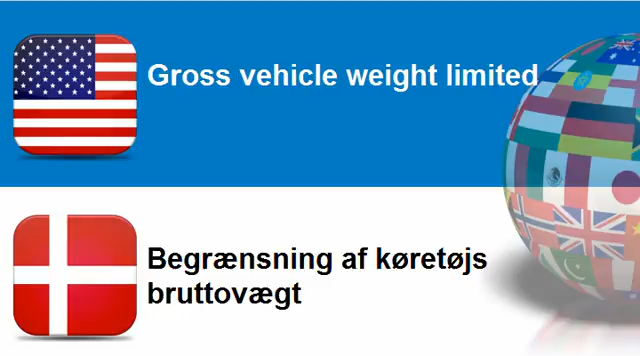 Gross vehicle weight limited
Begrænsning af køretøjs
bruttovægt